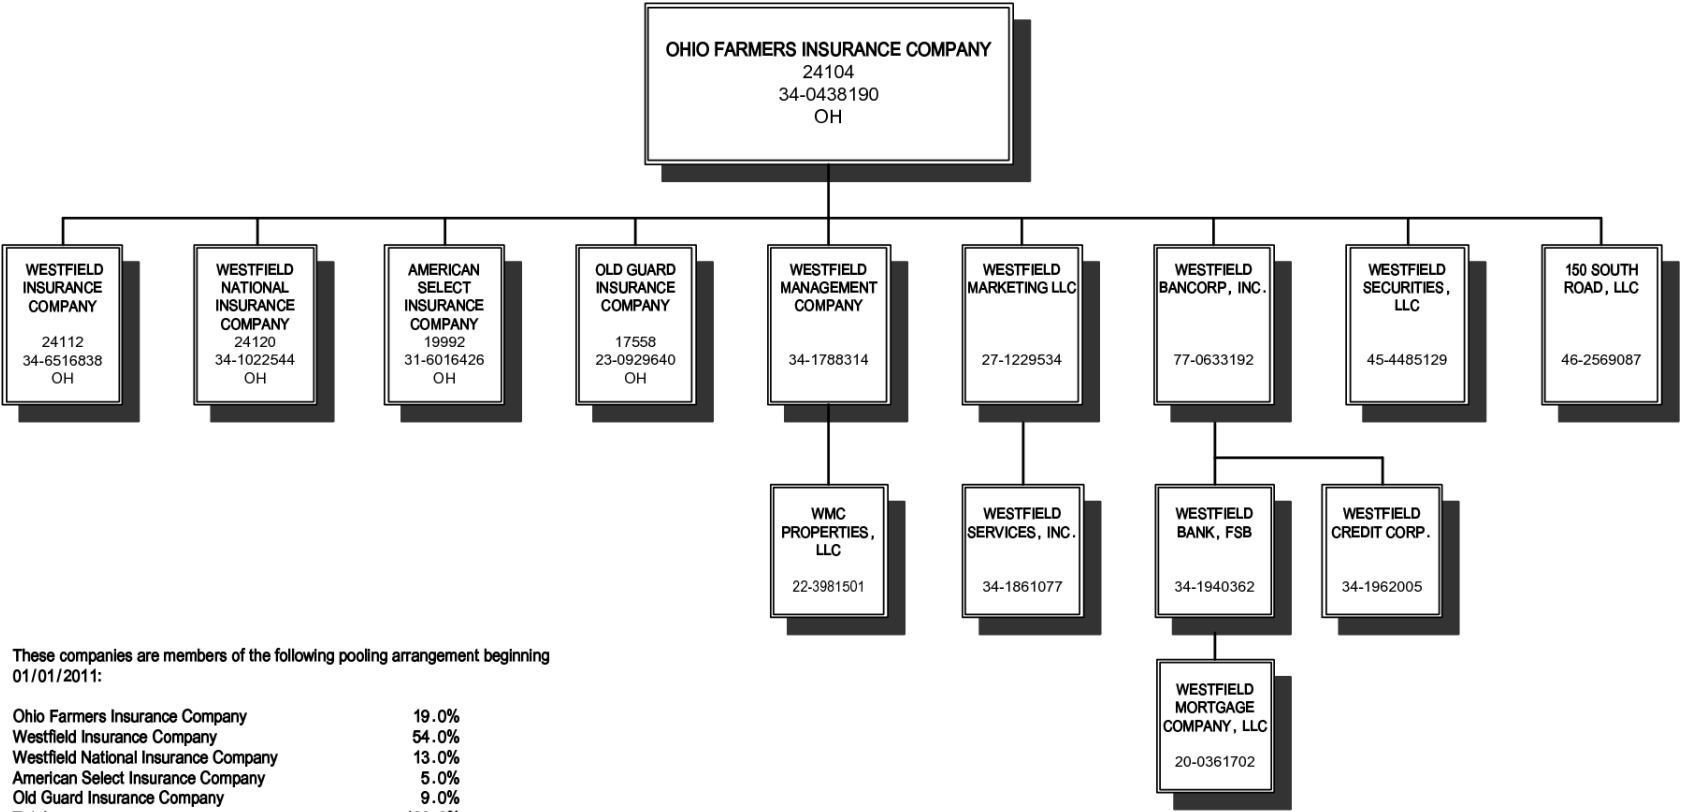 OHIO FARMERS INSURANCE COMPANY
24104
34-0438190
OH
WESTFIELD
INSURANCE
COMPANY
24112
34-6516838
OH
WESTFIELD
NATIONAL
INSURANCE
COMPANY
24120
34-1022544
OH
AMERICAN
SELECT
INSURANCE
COMPANY
19992
31-6016426
OH
OLD GUARD
INSURANCE
COMPANY
17558
23-0929640
OH
WESTFIELD
MANAGEMENT
COMPANY
34-1788314
WESTFIELD
MARKETING LLC
27-1229534
WESTFIELD
BANCORP, INC.
77-0633192
WESTFIELD
SECURITIES,
LLC
45-4485129
150 SOUTH
ROAD, LLC
46-2569087
WMC
PROPERTIES,
LLC
22-3981501
WESTFIELD
SERVICES, INC.
34-1861077
WESTFIELD
BANK, FSB
34-1940362
WESTFIELD
CREDIT CORP.
34-1962005
WESTFIELD
MORTGAGE
COMPANY, LLC
20-0361702
These companies are members of the following pooling arrangement beginning
01/01/2011:
Ohio Farmers Insurance Company 19.0%
Westfield Insurance Company 54.0%
Westfield National Insurance Company 13.0%
American Select Insurance Company 5.0%
Old Guard Insurance Company 9.0%